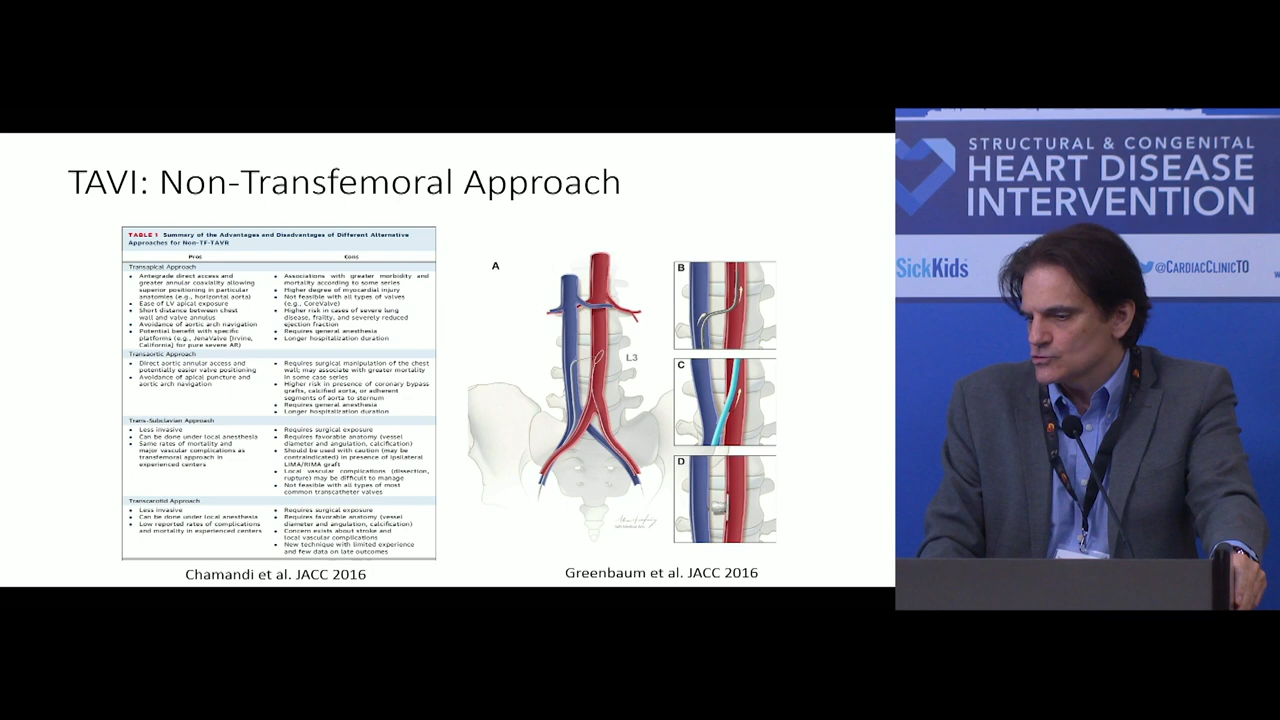 TAVI: Non-Transfemoral Approach
TABLE 1 Summary of the Advantages and Disadvantages of Different Alternative
Approaches for Non-TF-TAVR
Pros
Cons
Transapical Approach
• Antegrade direct access and
greater annular coaxiality allowing
superior positioning in particular
anatomies (e.g., horizontal aorta)
• Ease of LV apical exposure
• Short distance between chest
wall and valve annulus
• Avoidance of aortic arch navigation
• Potential benefit with specific
platforms (e.g., JenaValve [Irvine,
California] for pure severe AR)
• Associations with greater morbidity and
mortality according to some series
• Higher degree of myocardial injury
• Not feasible with all types of valves
(e.g., CoreValve)
• Higher risk in cases of severe lung
disease, frailty, and severely reduced
ejection fraction
• Requires general anesthesia
• Longer hospitalization duration
Transaortic Approach
• Direct aortic annular access and
potentially easier valve positioning
• Avoidance of apical puncture and
aortic arch navigation
• Requires surgical manipulation of the chest
wall; may associate with greater mortality
in some case series
• Higher risk in presence of coronary bypass
grafts, calcified aorta, or adherent
segments of aorta to sternum
• Requires general anesthesia
• Longer hospitalization duration
Trans-Subclavian Approach
• Less invasive
• Can be done under local anesthesia
• Same rates of mortality and
major vascular complications as
transfemoral approach in
experienced centers
• Requires surgical exposure
• Requires favorable anatomy (vessel
diameter and angulation, calcification)
• Should be used with caution (may be
contraindicated) in presence of ipsilateral
LIMA/RIMA graft
• Local vascular complications (dissection,
rupture) may be difficult to manage
• Not feasible with all types of most
common transcatheter valves
Transcarotid Approach
• Less invasive
• Can be done under local anesthesia
• Low reported rates of complications
and mortality in experienced centers
• Requires surgical exposure
• Requires favorable anatomy (vessel
diameter and angulation, calcification)
• Concern exists about stroke and
local vascular complications
• New technique with limited experience
and few data on late outcomes
Chamandi et al. JACC 2016
A
L3
B
C
D
Greenbaum et al. JACC 2016
STRUCTURAL & CONGENITAL
HEART DISEASE
INTERVENTION
SickKids
@CARDIACCLINICTO